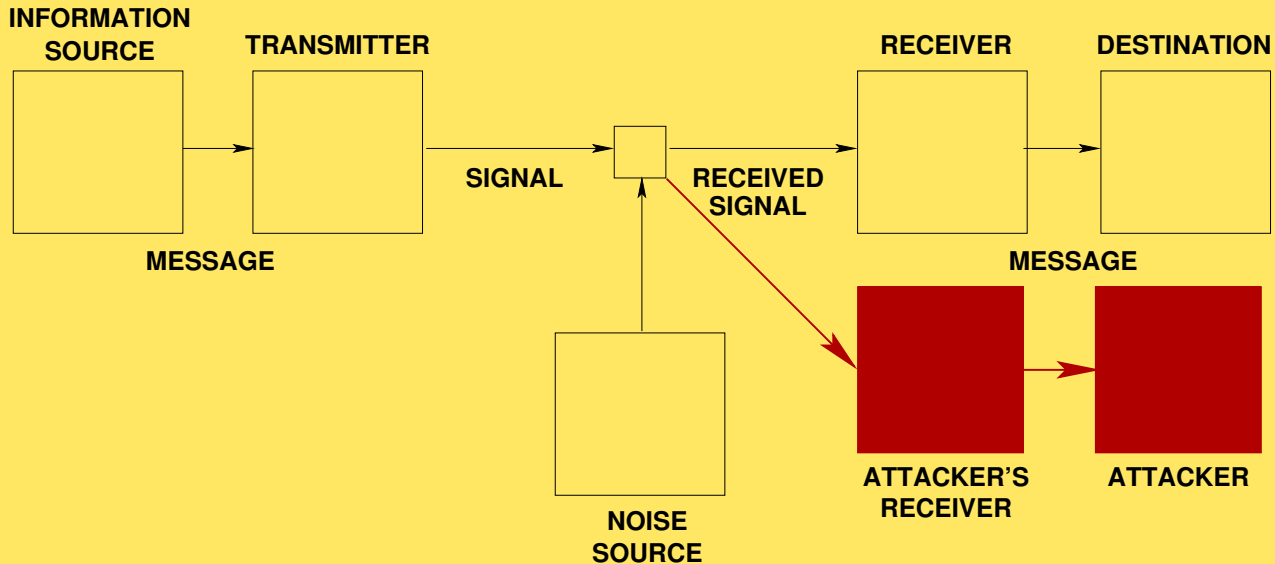 INFORMATION
SOURCE
TRANSMITTER
RECEIVER
DESTINATION
SIGNAL
RECEIVED
SIGNAL
MESSAGE
MESSAGE
ATTACKER'S
RECEIVER
ATTACKER
NOISE
SOURCE